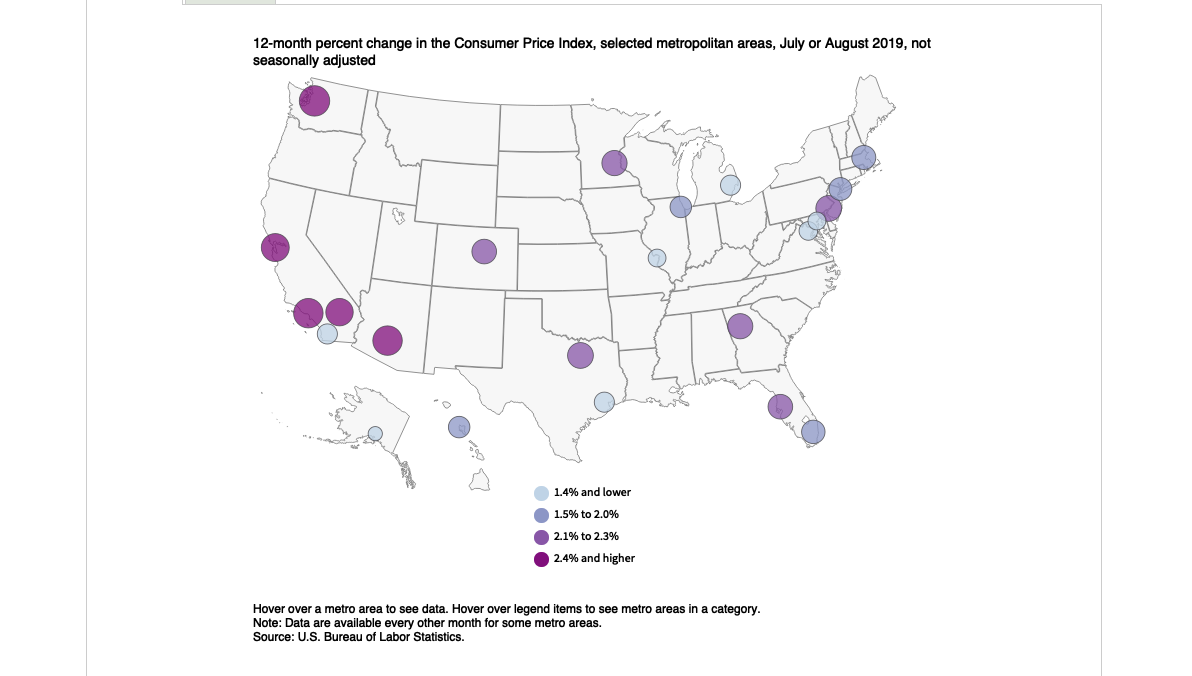 12-month percent change in the Consumer Price Index, selected metropolitan areas, July or August 2019, not
seasonally adjusted
1.4% and lower
1.5% to 2.0%
2.1% to 2.3%
2.4% and higher
Hover over a metro area to see data. Hover over legend items to see metro areas in a category.
Note: Data are available every other month for some metro areas.
Source: U.S. Bureau of Labor Statistics.